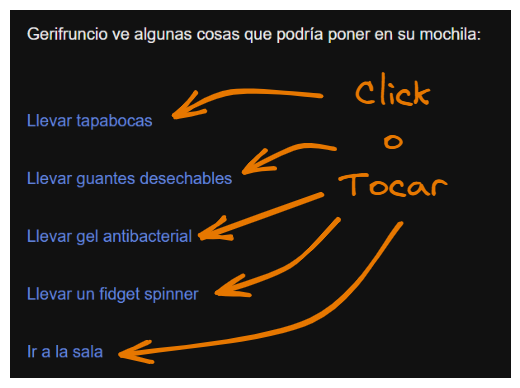 Gerifruncio ve algunas cosas que podría poner en su mochila:
Click
o
Tocar
Llevar tapabocas
Llevar guantes desechables
Llevar gel antibacterial
Llevar un fidget spinner
Ir a la sala